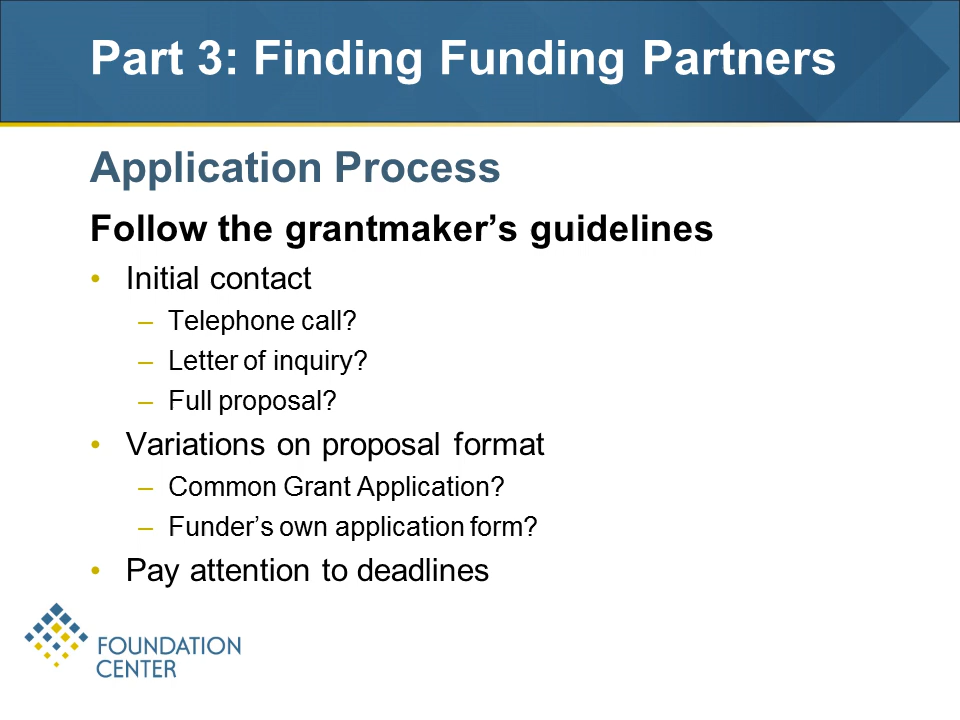 Part 3: Finding Funding Partners
Application Process
Follow the grantmaker’s guidelines
• Initial contact
– Telephone call?
– Letter of inquiry?
– Full proposal?
• Variations on proposal format
– Common Grant Application?
– Funder’s own application form?
• Pay attention to deadlines
FOUNDATION
CENTER